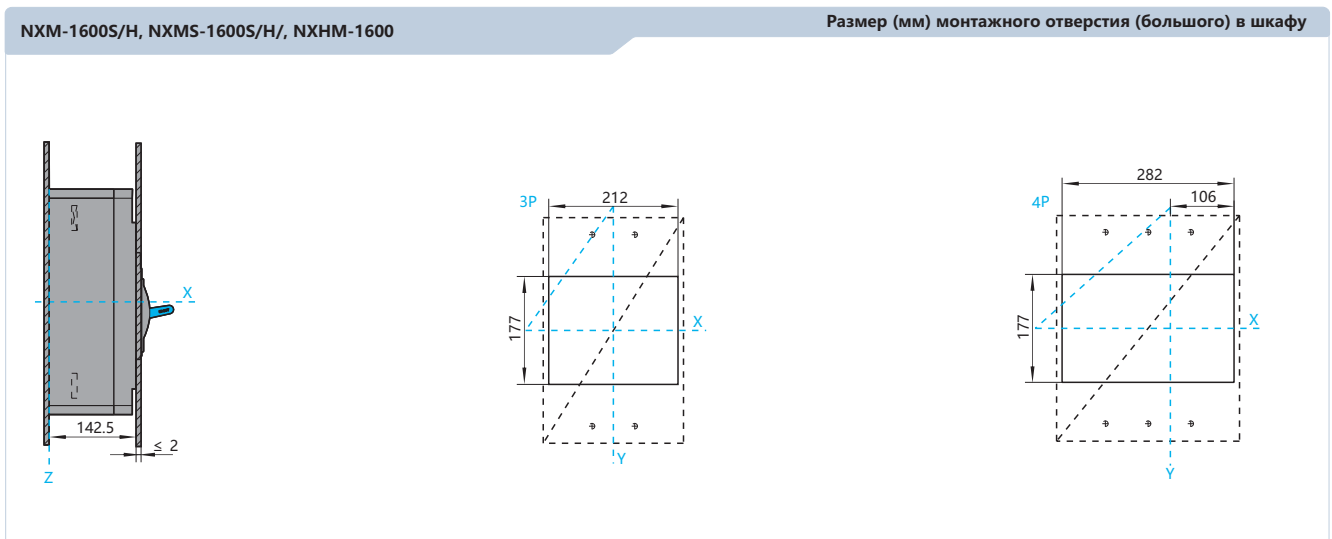 NXM-1600S/H, NXMS-1600S/H/, NXHM-1600
Размер (мм) монтажного отверстия (большого) в шкафу
X
142.5
≤ 2
Z
3P
212
177
X
Y
4P
282
106
177
X
Y